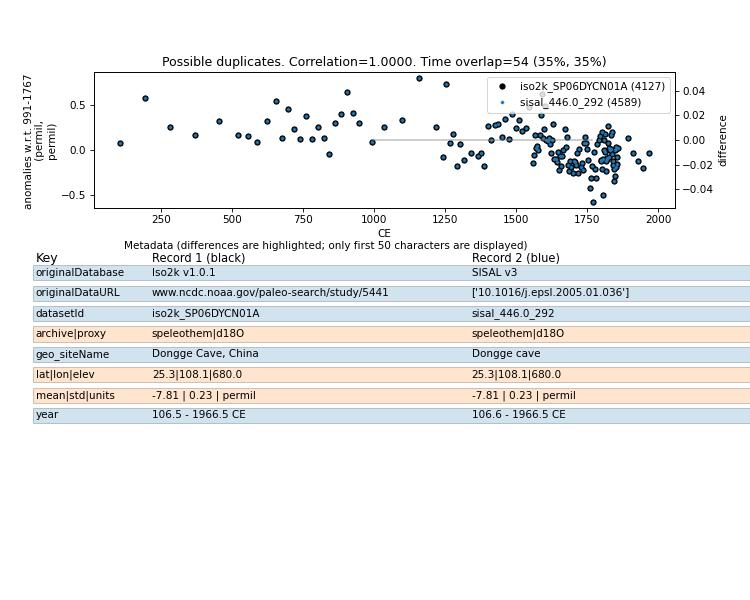 Possible duplicates. Correlation=1.0000. Time overlap=54 (35%, 35%)
anomalies w.r.t. 991-1767
(permil,
permil)
0.5
0.0
−0.5
iso2k_SP06DYCN01A (4127)
sisal_446.0_292 (4589)
0.04
0.02
0.00
−0.02
−0.04
difference
250 500 750 1000 1250 1500 1750 2000
CE
Metadata (differences are highlighted; only first 50 characters are displayed)
Key Record 1 (black) Record 2 (blue)
originalDatabase Iso2k v1.0.1 SISAL v3
originalDataURL www.ncdc.noaa.gov/paleo-search/study/5441 ['10.1016/j.epsl.2005.01.036']
datasetId iso2k_SP06DYCN01A sisal_446.0_292
archive|proxy speleothem|d18O speleothem|d18O
geo_siteName Dongge Cave, China Dongge cave
lat|lon|elev 25.3|108.1|680.0 25.3|108.1|680.0
mean|std|units -7.81 | 0.23 | permil -7.81 | 0.23 | permil
year 106.5 - 1966.5 CE 106.6 - 1966.5 CE